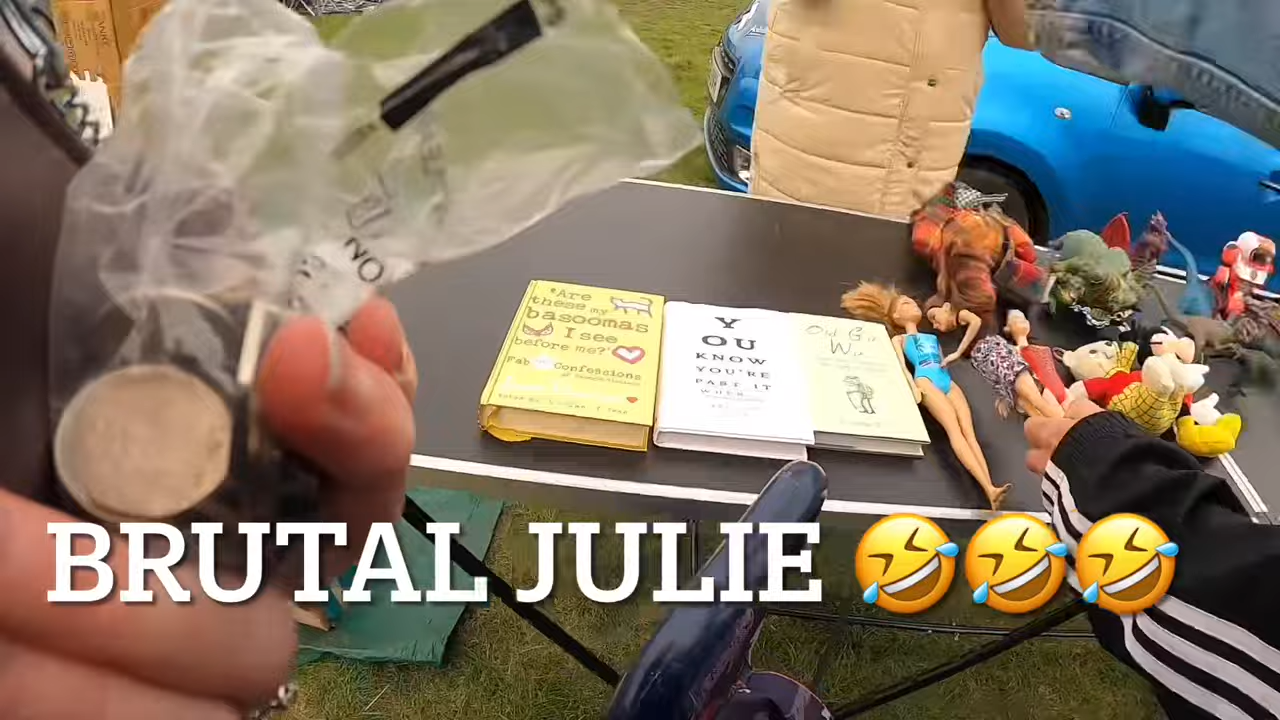 NO
'Are
these my
basoomas
I see
before me?'
Fab Confessions
Y
OU
KNOW
YOU'RE
PAST IT
WHEN...
Old Git
Wit
BRUTAL JULIE 🤣🤣🤣